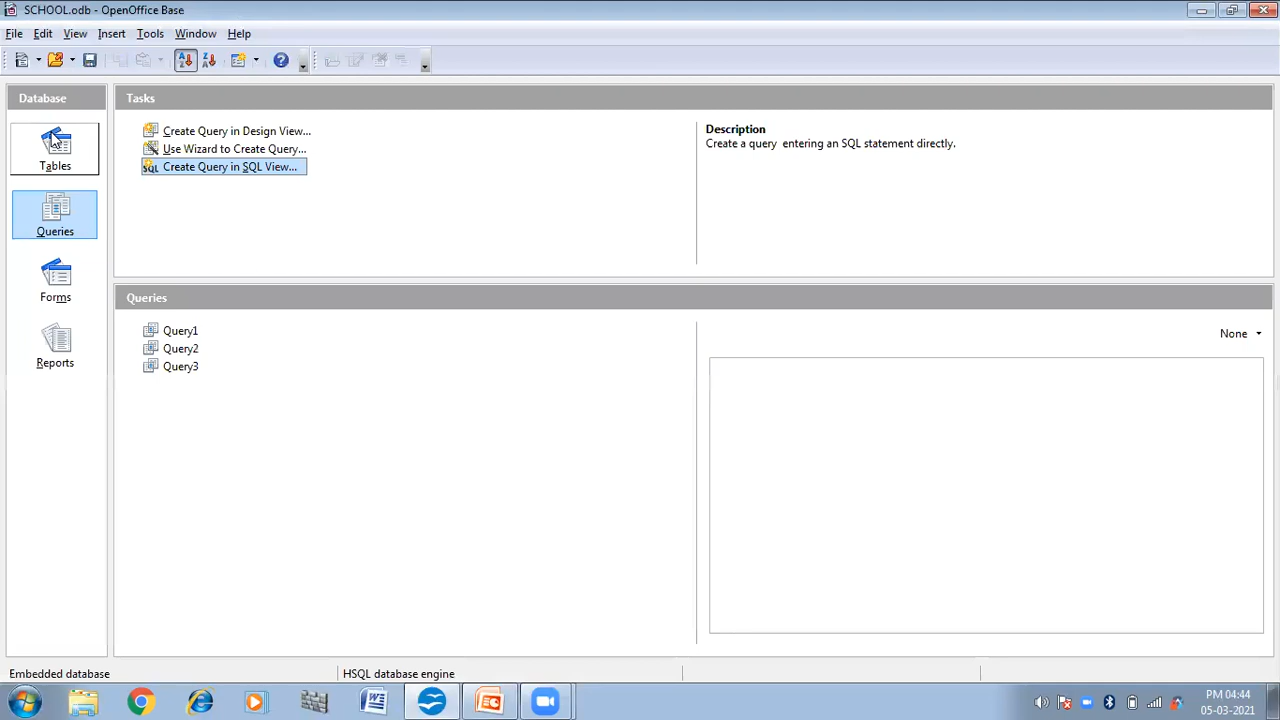 SCHOOL.odb - OpenOffice Base
File Edit View Insert Tools Window Help
Database
Tables
Queries
Forms
Reports
Tasks
Create Query in Design View...
Use Wizard to Create Query...
SQL Create Query in SQL View...
Description
Create a query entering an SQL statement directly.
Queries
Query1
Query2
Query3
None
Embedded database
HSQL database engine
PM 04:44
05-03-2021